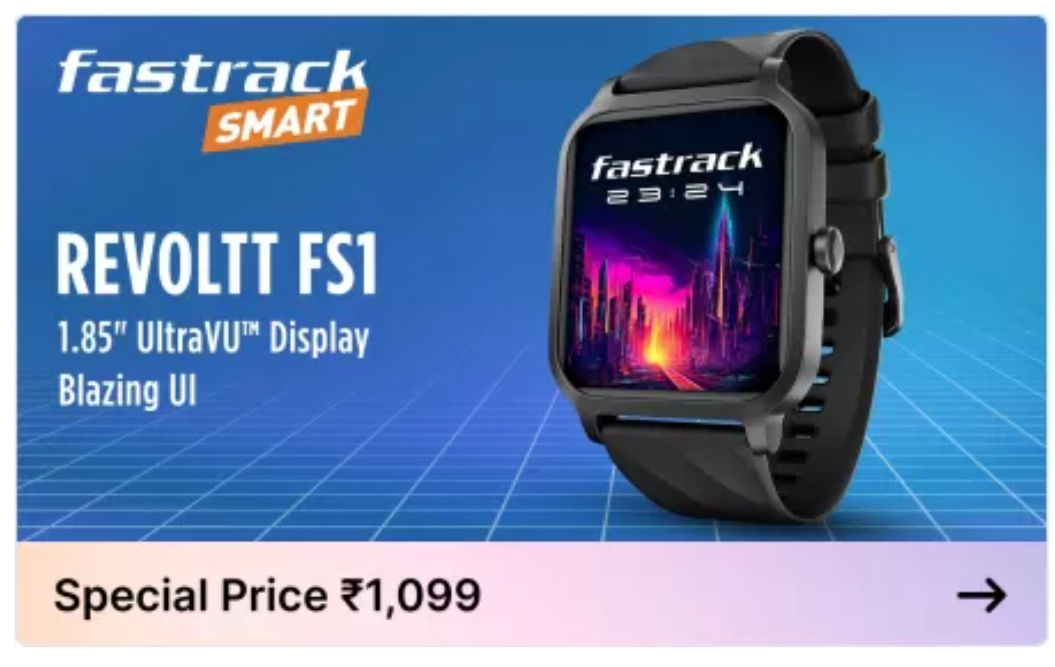 fastrack
SMART
REVOLTT FS1
1.85" UltraVU™ Display
Blazing UI
fastrack
23:24
Special Price ₹1,099